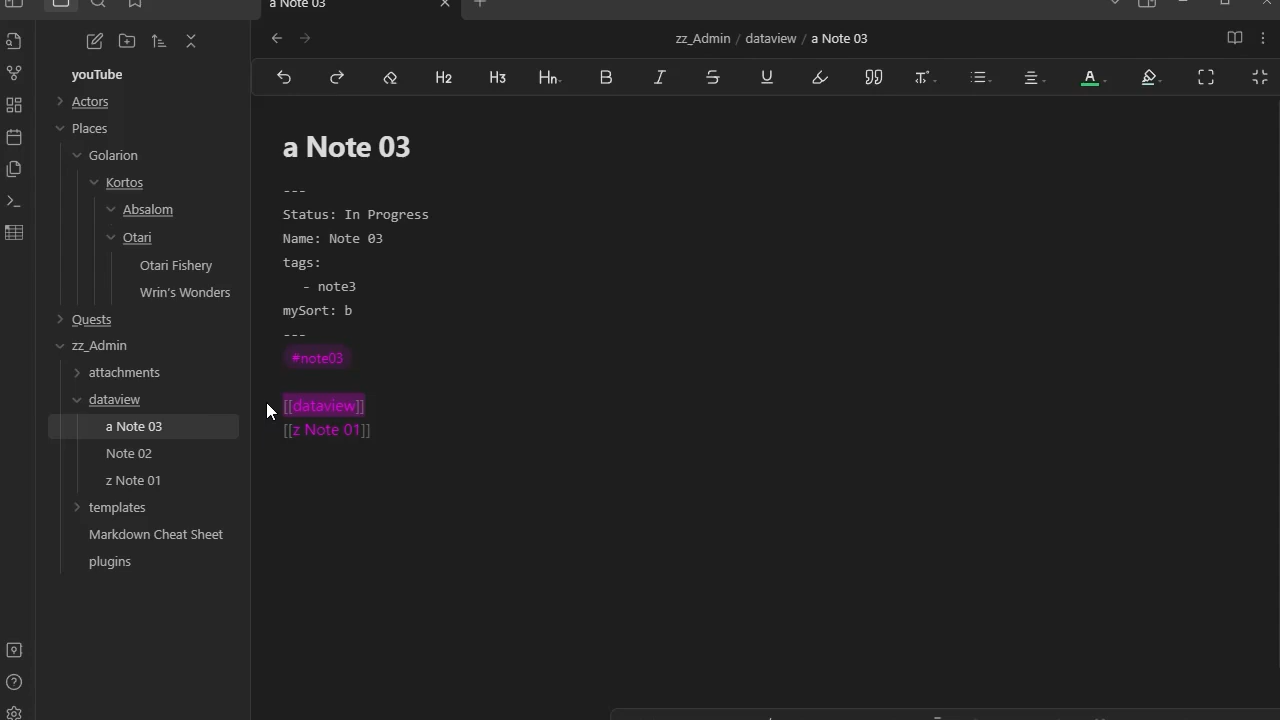 a Note 03
zz_Admin / dataview / a Note 03
H2 H3 Hn B I S U A
youTube
Actors
Places
Golarion
Kortos
Absalom
Otari
Otari Fishery
Wrin's Wonders
Quests
zz_Admin
attachments
dataview
a Note 03
Note 02
z Note 01
templates
Markdown Cheat Sheet
plugins
a Note 03
---
Status: In Progress
Name: Note 03
tags:
- note3
mySort: b
---
#note03
[[dataview]]
[[z Note 01]]